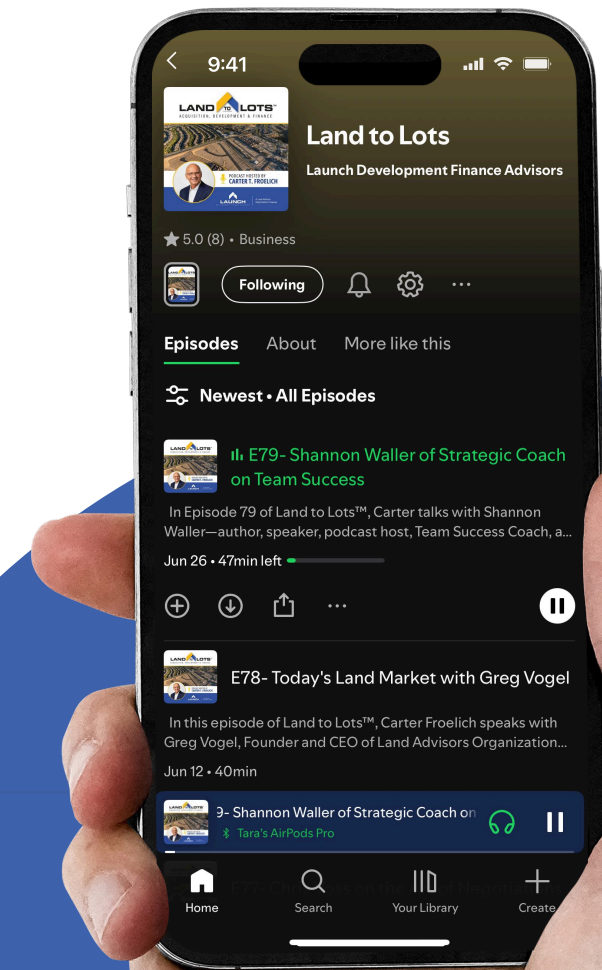 9:41
LAND TO LOTS™
ACQUISITION, DEVELOPMENT & FINANCE
PODCAST HOSTED BY
CARTER T. FROELICH
LAUNCH
Land to Lots
Launch Development Finance Advisors
5.0 (8) • Business
Following
Episodes About More like this
Newest • All Episodes
E79- Shannon Waller of Strategic Coach
on Team Success
In Episode 79 of Land to Lots™, Carter talks with Shannon
Waller—author, speaker, podcast host, Team Success Coach, a...
Jun 26 • 47min left
LAND TO LOTS
E78- Today's Land Market with Greg Vogel
In this episode of Land to Lots™, Carter Froelich speaks with
Greg Vogel, Founder and CEO of Land Advisors Organization...
Jun 12 • 40min
9- Shannon Waller of Strategic Coach on
Tara's AirPods Pro
Home Search Your Library Create